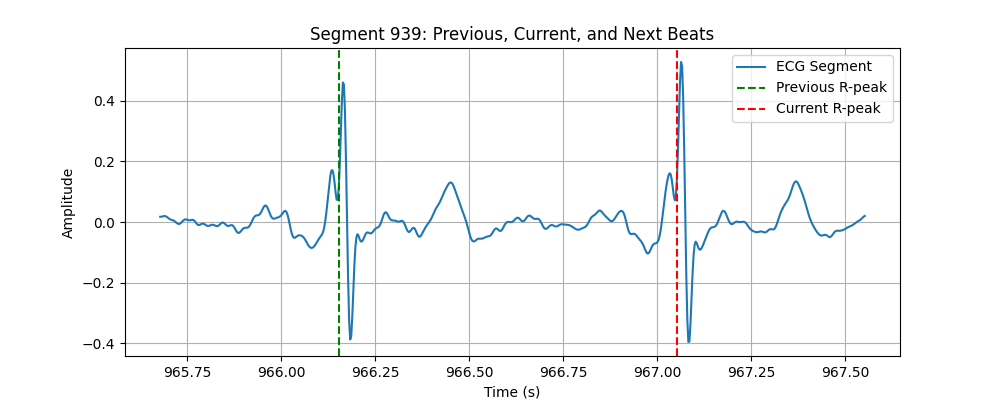 Segment 939: Previous, Current, and Next Beats
ECG Segment
Previous R-peak
Current R-peak
Amplitude
0.4
0.2
0.0
−0.2
−0.4
965.75 966.00 966.25 966.50 966.75 967.00 967.25 967.50
Time (s)